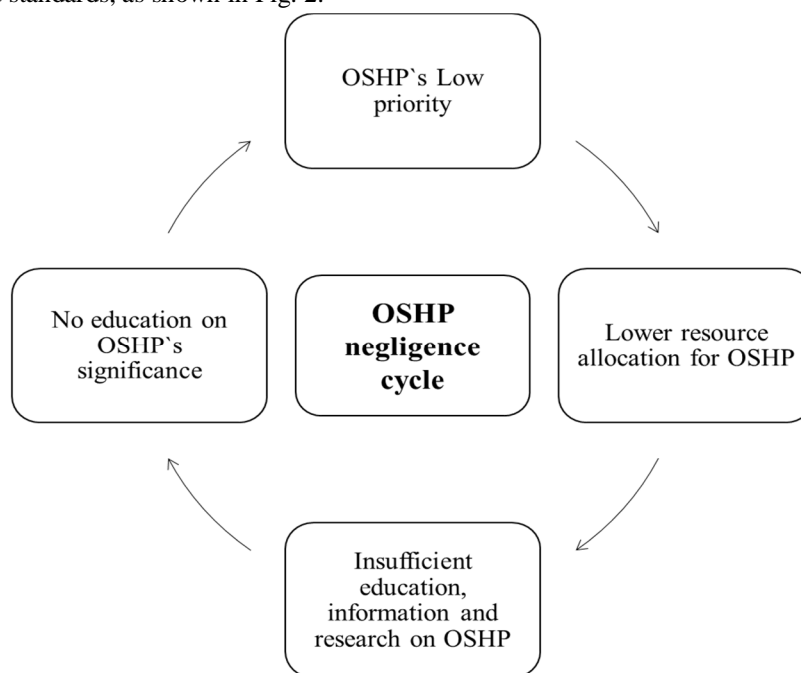 standards, as shown in Fig. 2.
OSHP`s Low
priority
No education on
OSHP`s
significance
OSHP
negligence
cycle
Lower resource
allocation for OSHP
Insufficient
education,
information and
research on OSHP